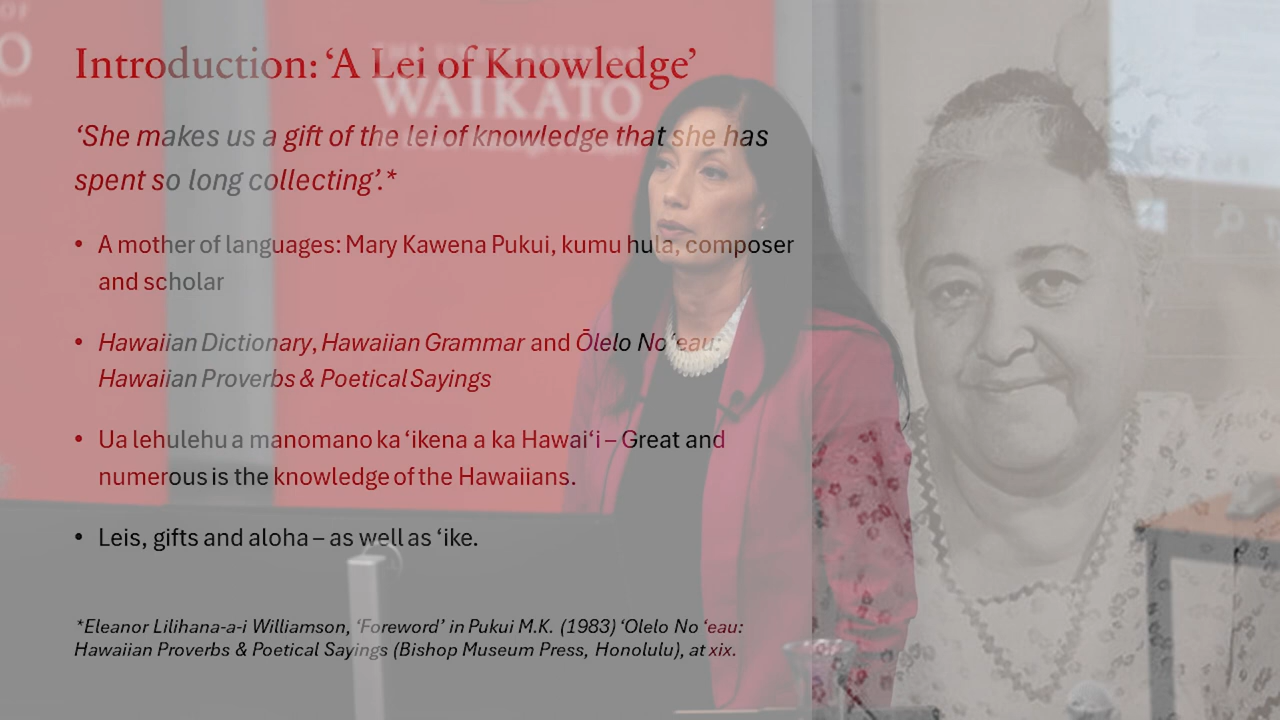 Introduction: ‘A Lei of Knowledge’
THE UNIVERSITY OF
WAIKATO
‘She makes us a gift of the lei of knowledge that she has
spent so long collecting’.*
• A mother of languages: Mary Kawena Pukui, kumu hula, composer
and scholar
• Hawaiian Dictionary, Hawaiian Grammar and Ōlelo No‘eau:
Hawaiian Proverbs & Poetical Sayings
• Ua lehulehu a manomano ka ‘ikena a ka Hawai‘i – Great and
numerous is the knowledge of the Hawaiians.
• Leis, gifts and aloha – as well as ‘ike.
*Eleanor Lilihana-a-i Williamson, ‘Foreword’ in Pukui M.K. (1983) ‘Olelo No ‘eau:
Hawaiian Proverbs & Poetical Sayings (Bishop Museum Press, Honolulu), at xix.